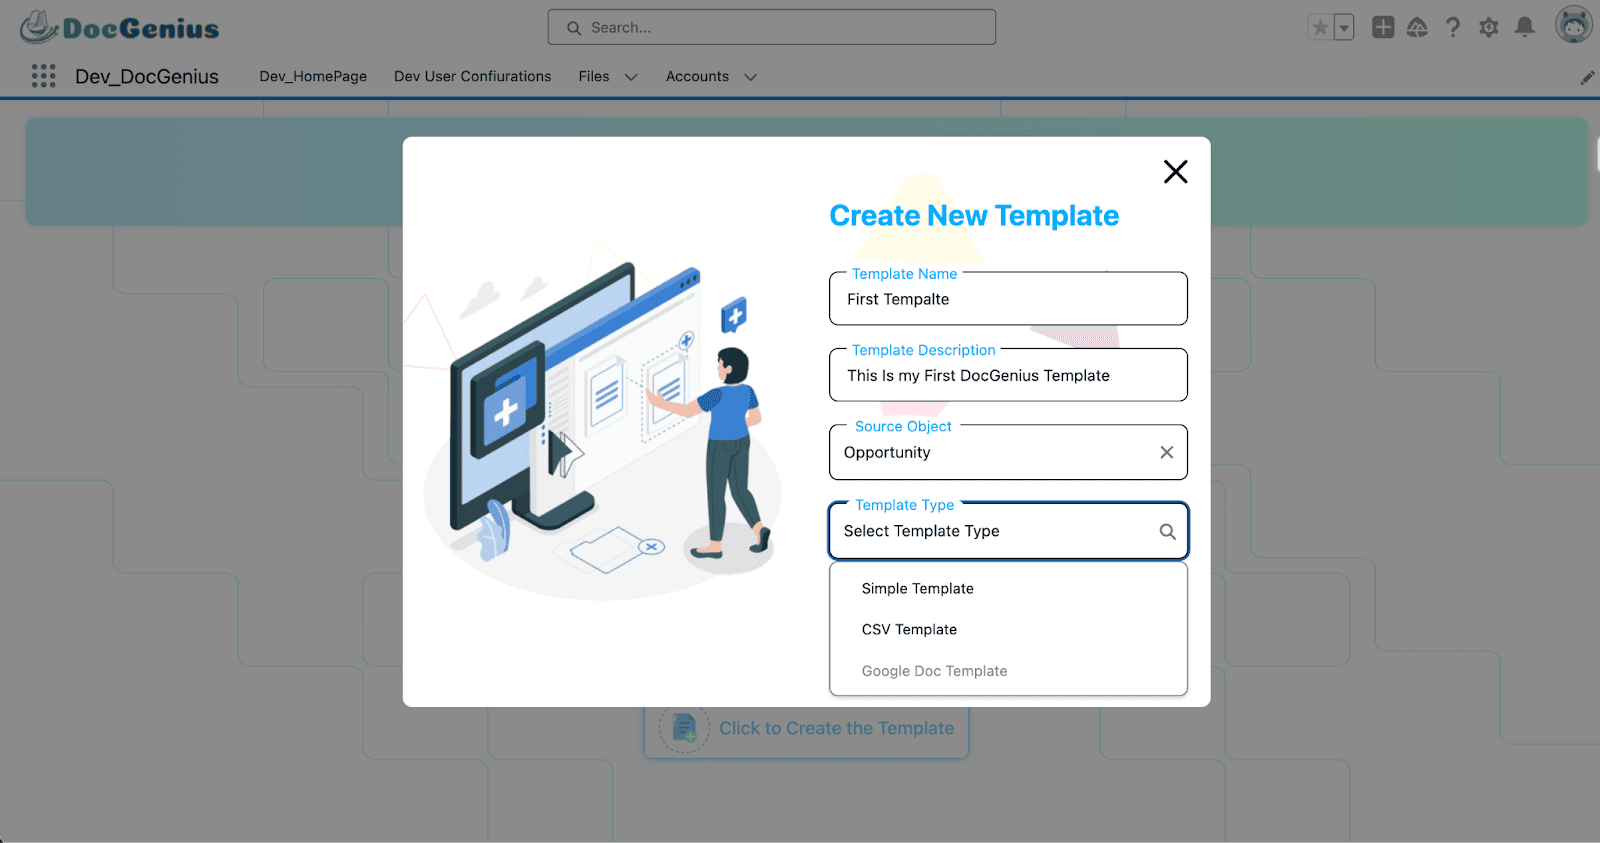 DocGenius
Search...
Dev_DocGenius
Dev_HomePage
Dev User Confiurations
Files
Accounts
Create New Template
Template Name
First Tempalte
Template Description
This Is my First DocGenius Template
Source Object
Opportunity
Template Type
Select Template Type
Simple Template
CSV Template
Google Doc Template
Click to Create the Template